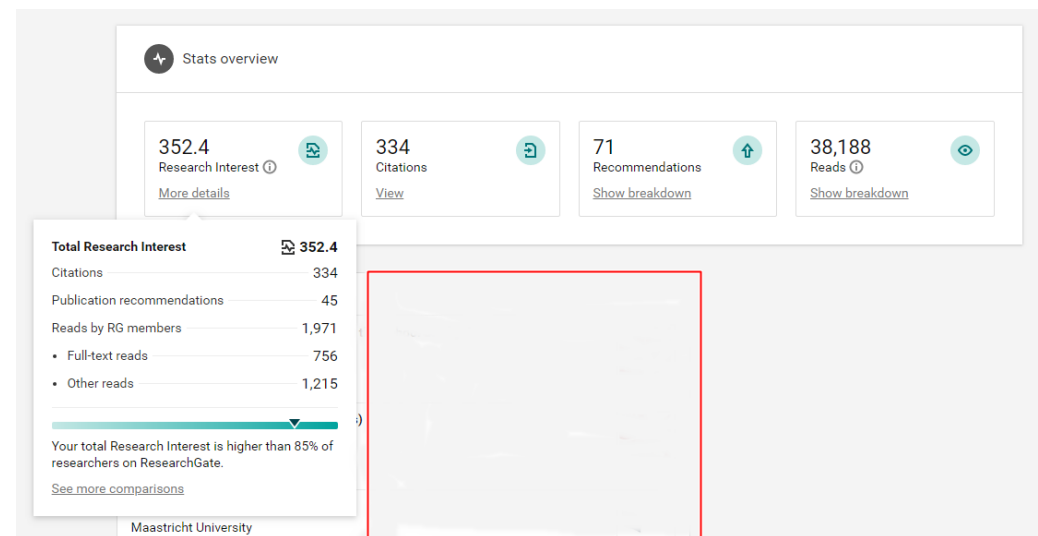 Stats overview
352.4
Research Interest
More details
334
Citations
View
71
Recommendations
Show breakdown
38,188
Reads
Show breakdown
Total Research Interest 352.4
Citations 334
Publication recommendations 45
Reads by RG members 1,971
• Full-text reads 756
• Other reads 1,215
Your total Research Interest is higher than 85% of
researchers on ResearchGate.
See more comparisons
Maastricht University